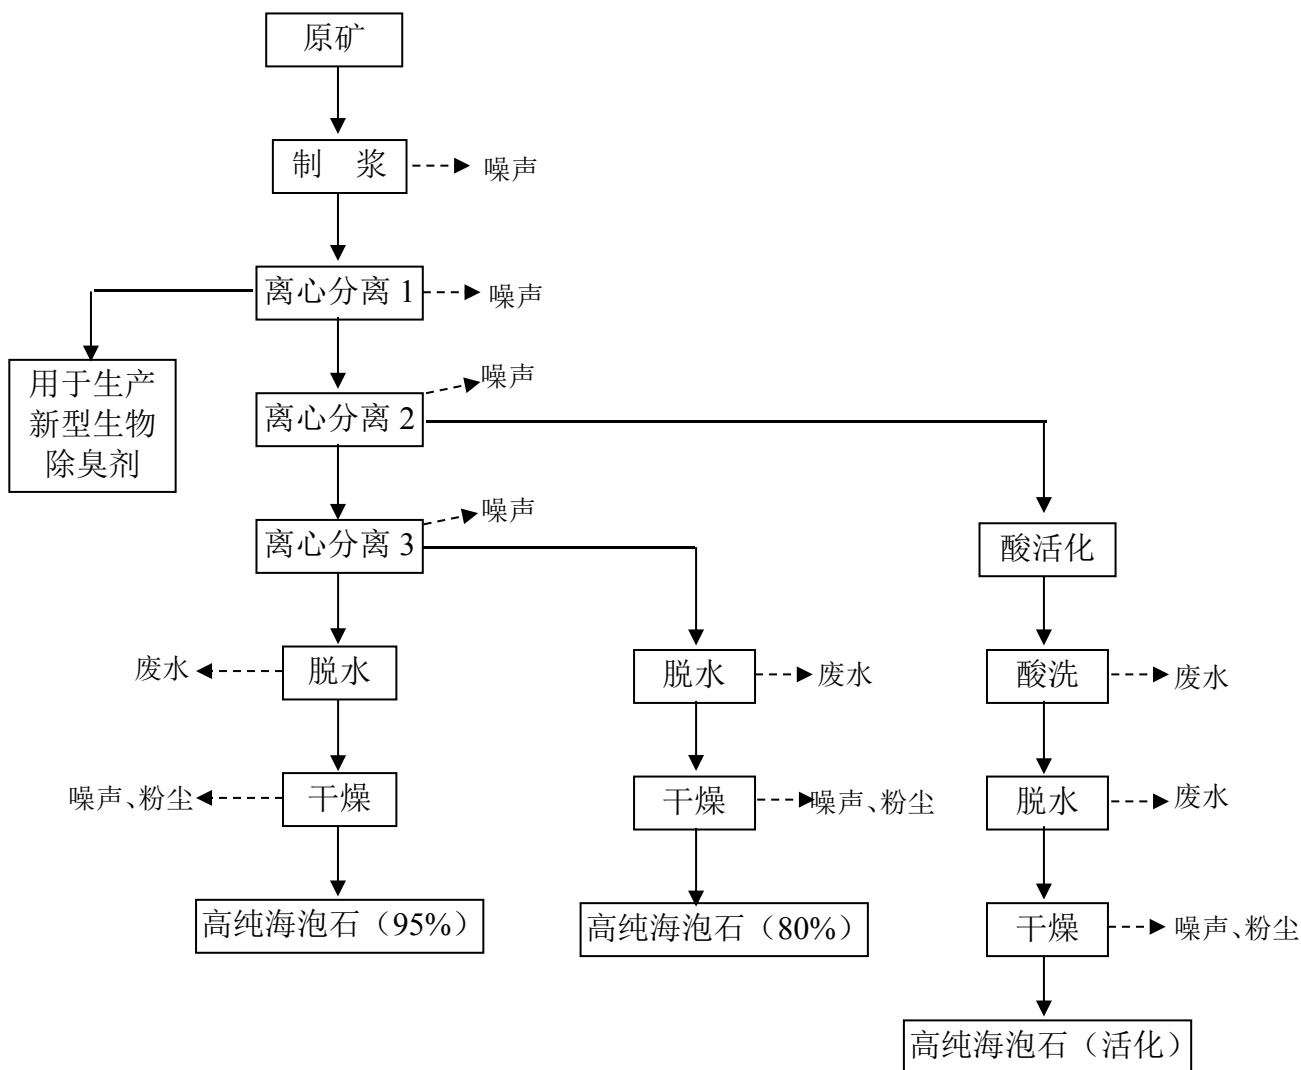 原矿
制　浆
噪声
离心分离 1
噪声
用于生产
新型生物
除臭剂
噪声
离心分离 2
噪声
离心分离 3
酸活化
废水
脱水
脱水
废水
酸洗
废水
噪声、粉尘
干燥
干燥
噪声、粉尘
脱水
废水
高纯海泡石（95%）
高纯海泡石（80%）
干燥
噪声、粉尘
高纯海泡石（活化）